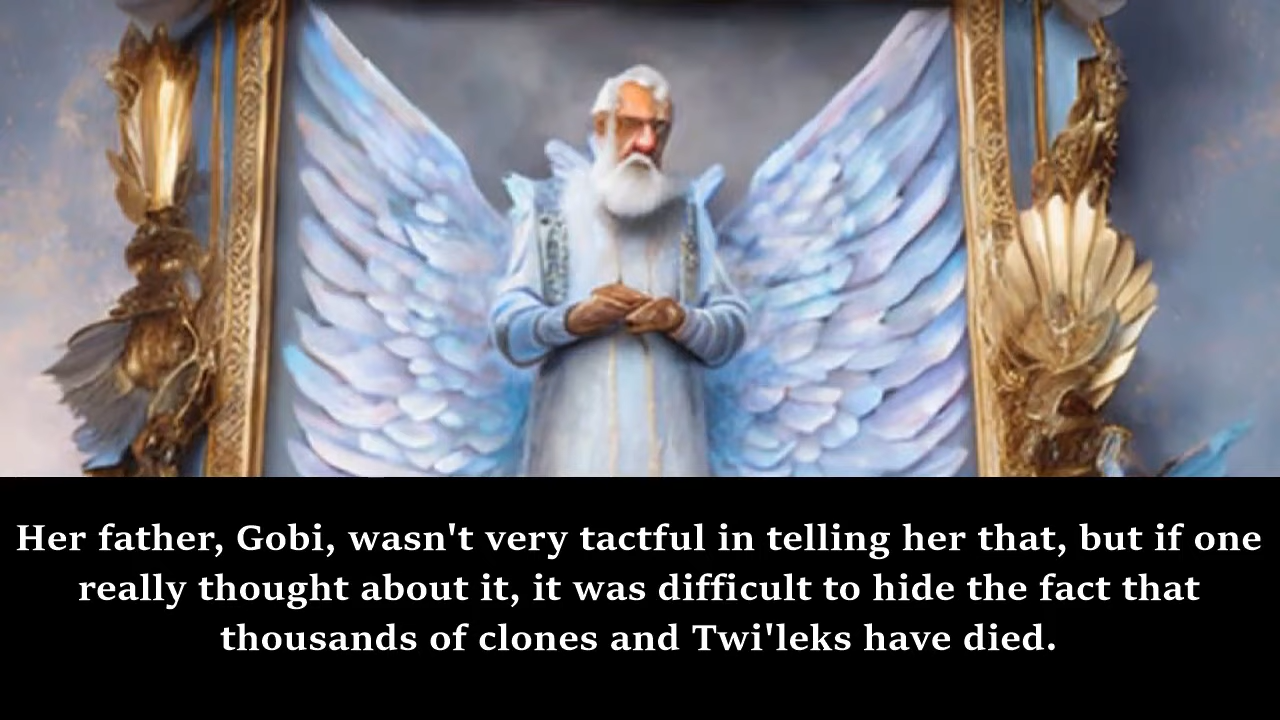 Her father, Gobi, wasn't very tactful in telling her that, but if one
really thought about it, it was difficult to hide the fact that
thousands of clones and Twi'leks have died.